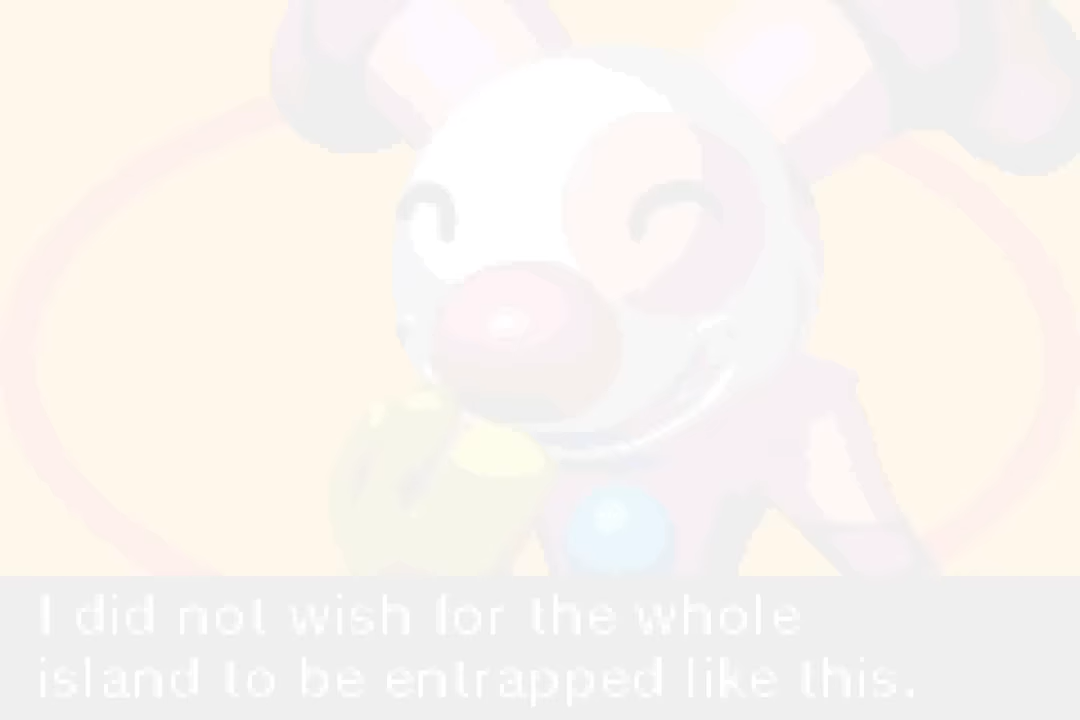 I did not wish for the whole
island to be entrapped like this.